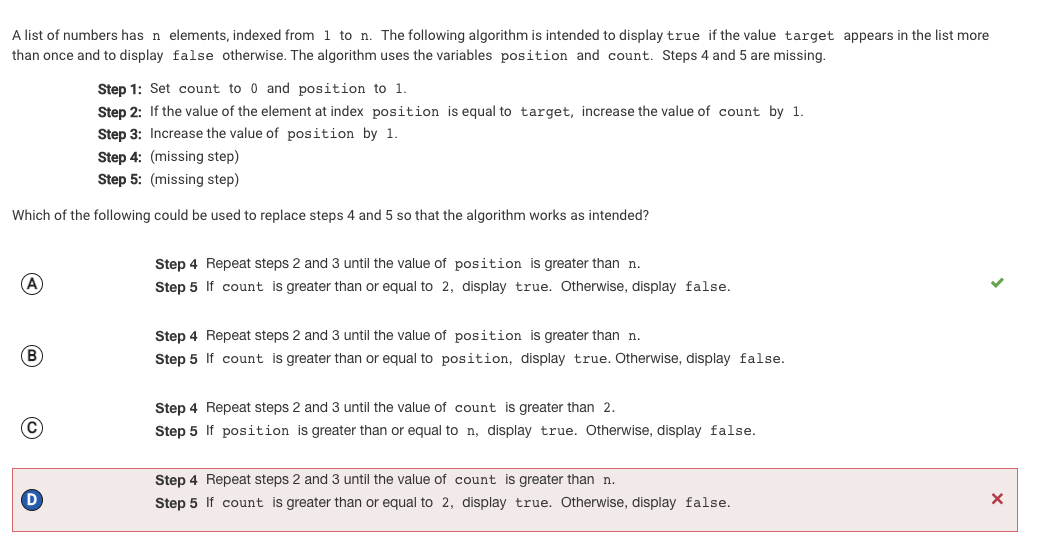 A list of numbers has n elements, indexed from 1 to n. The following algorithm is intended to display true if the value target appears in the list more
than once and to display false otherwise. The algorithm uses the variables position and count. Steps 4 and 5 are missing.
Step 1: Set count to 0 and position to 1.
Step 2: If the value of the element at index position is equal to target, increase the value of count by 1.
Step 3: Increase the value of position by 1.
Step 4: (missing step)
Step 5: (missing step)
Which of the following could be used to replace steps 4 and 5 so that the algorithm works as intended?
Step 4 Repeat steps 2 and 3 until the value of position is greater than n.
A
Step 5 If count is greater than or equal to 2, display true. Otherwise, display false.
Step 4 Repeat steps 2 and 3 until the value of position is greater than n.
B
Step 5 If count is greater than or equal to position, display true. Otherwise, display false.
Step 4 Repeat steps 2 and 3 until the value of count is greater than 2.
C
Step 5 If position is greater than or equal to n, display true. Otherwise, display false.
Step 4 Repeat steps 2 and 3 until the value of count is greater than n.
D
Step 5 If count is greater than or equal to 2, display true. Otherwise, display false.